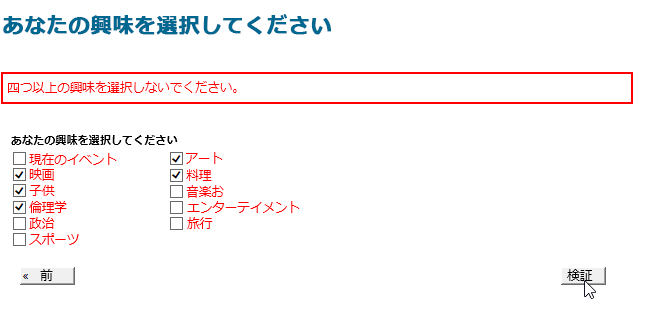 あなたの興味を選択してください
四つ以上の興味を選択しないでください。
あなたの興味を選択してください
現在のイベント
アート
映画
料理
子供
音楽お
倫理学
エンターテイメント
政治
旅行
スポーツ
« 前
検証